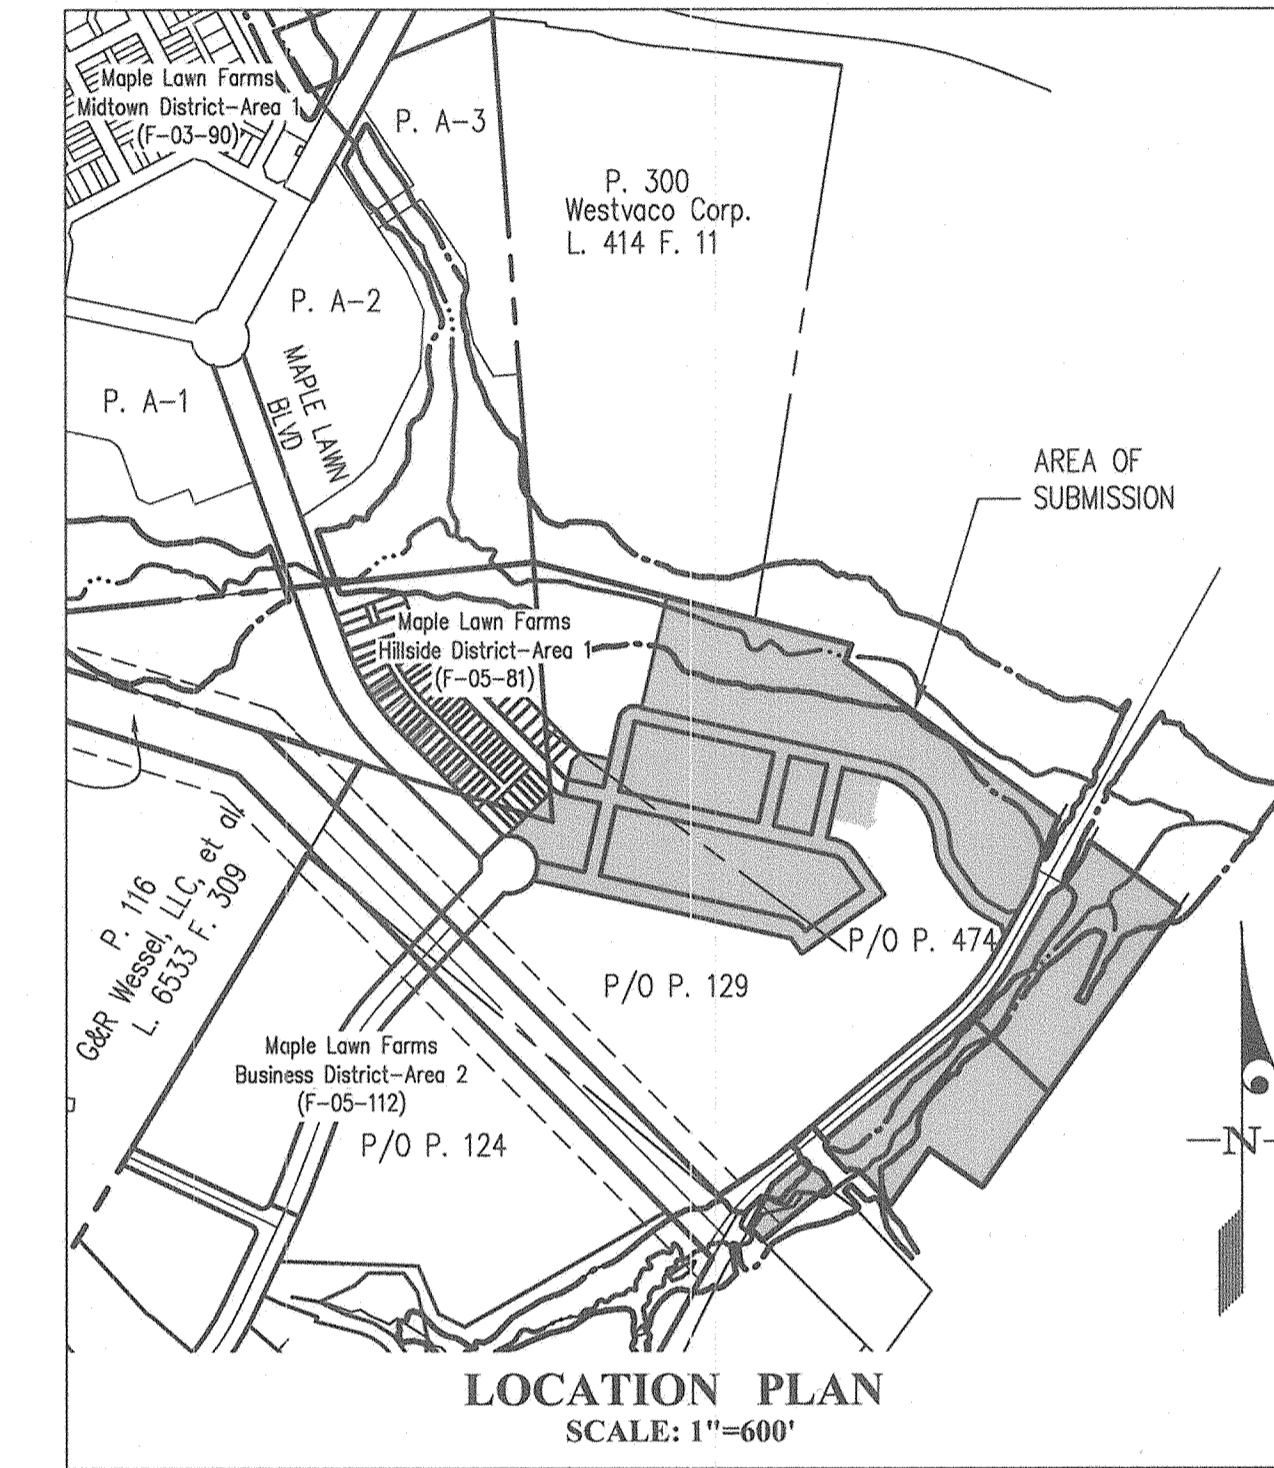 Maple Lawn Farms
Midtown District-Area 1
(F-03-90)
P. A-3
P. 300
Westvaco Corp.
L. 414 F. 11
P. A-2
MAPLE LAWN
BLVD
P. A-1
AREA OF
SUBMISSION
Maple Lawn Farms
Hillside District-Area 1
(F-05-81)
P. 116
G&R Wessel, LLC, et al
L. 6533 F. 309
P/O P. 474
P/O P. 129
Maple Lawn Farms
Business District-Area 2
(F-05-112)
P/O P. 124
N
LOCATION PLAN
SCALE: 1"=600'